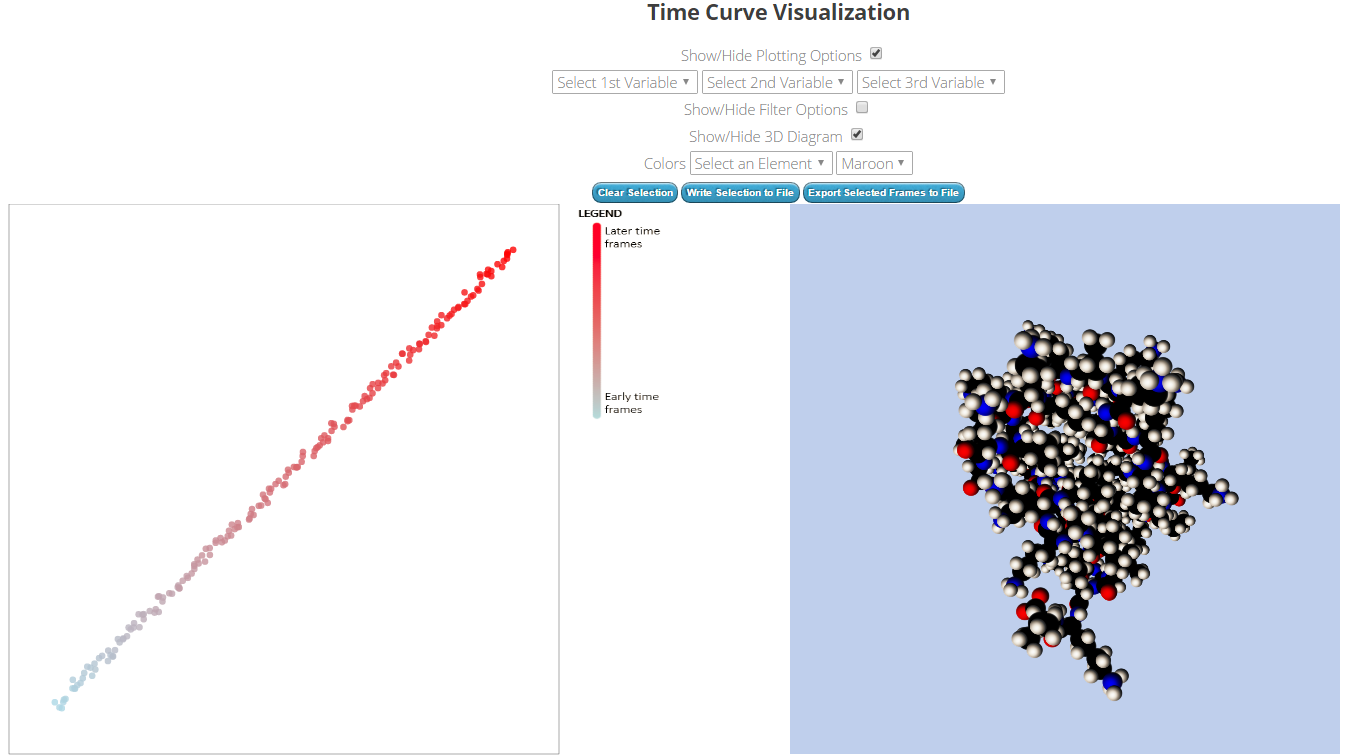 Time Curve Visualization
Show/Hide Plotting Options
Select 1st Variable Select 2nd Variable Select 3rd Variable
Show/Hide Filter Options
Show/Hide 3D Diagram
Colors Select an Element Maroon
Clear Selection Write Selection to File Export Selected Frames to File
LEGEND
Later time
frames
Early time
frames